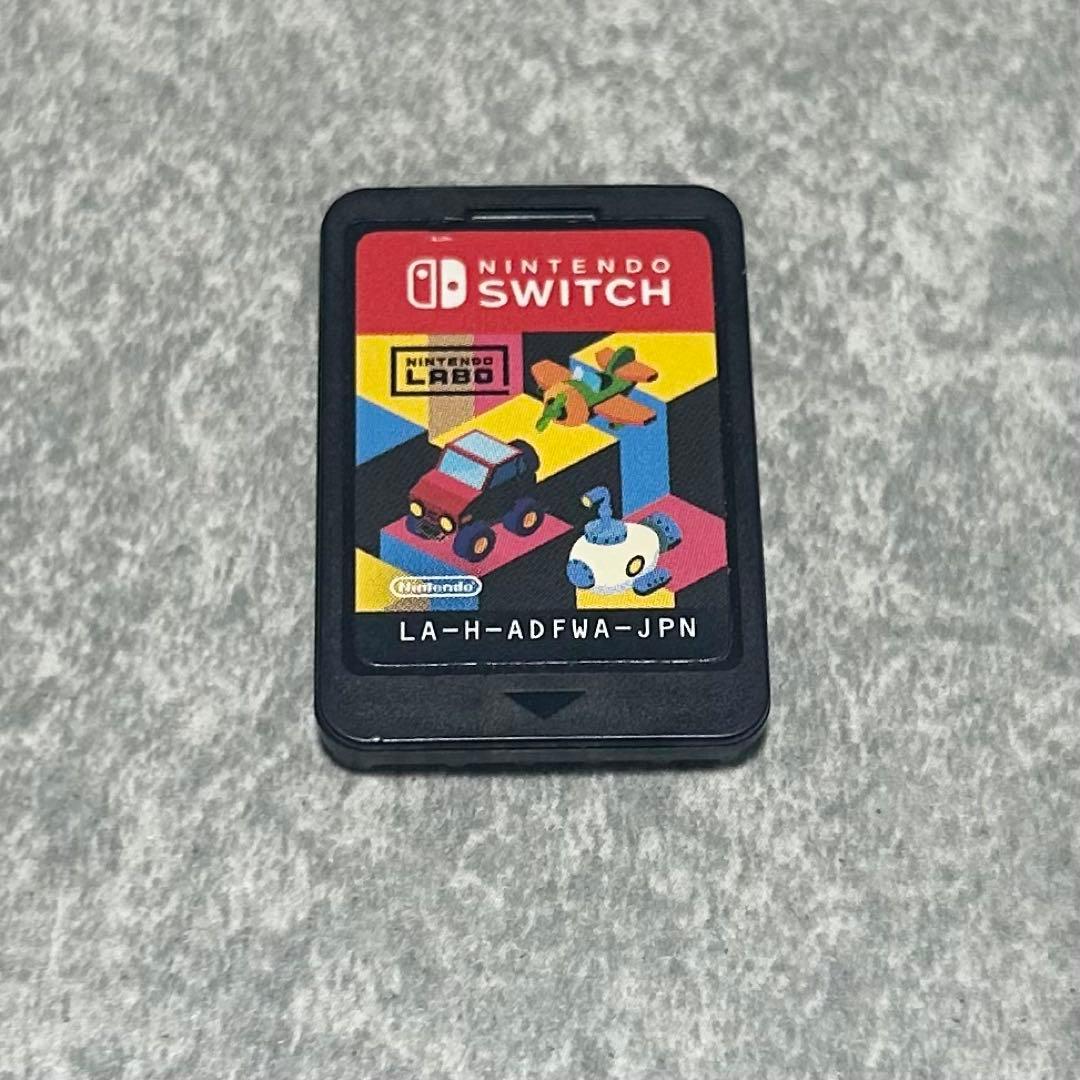 NINTENDO
SWITCH
NINTENDO
LABO
Nintendo
LA-H-ADFWA-JPN